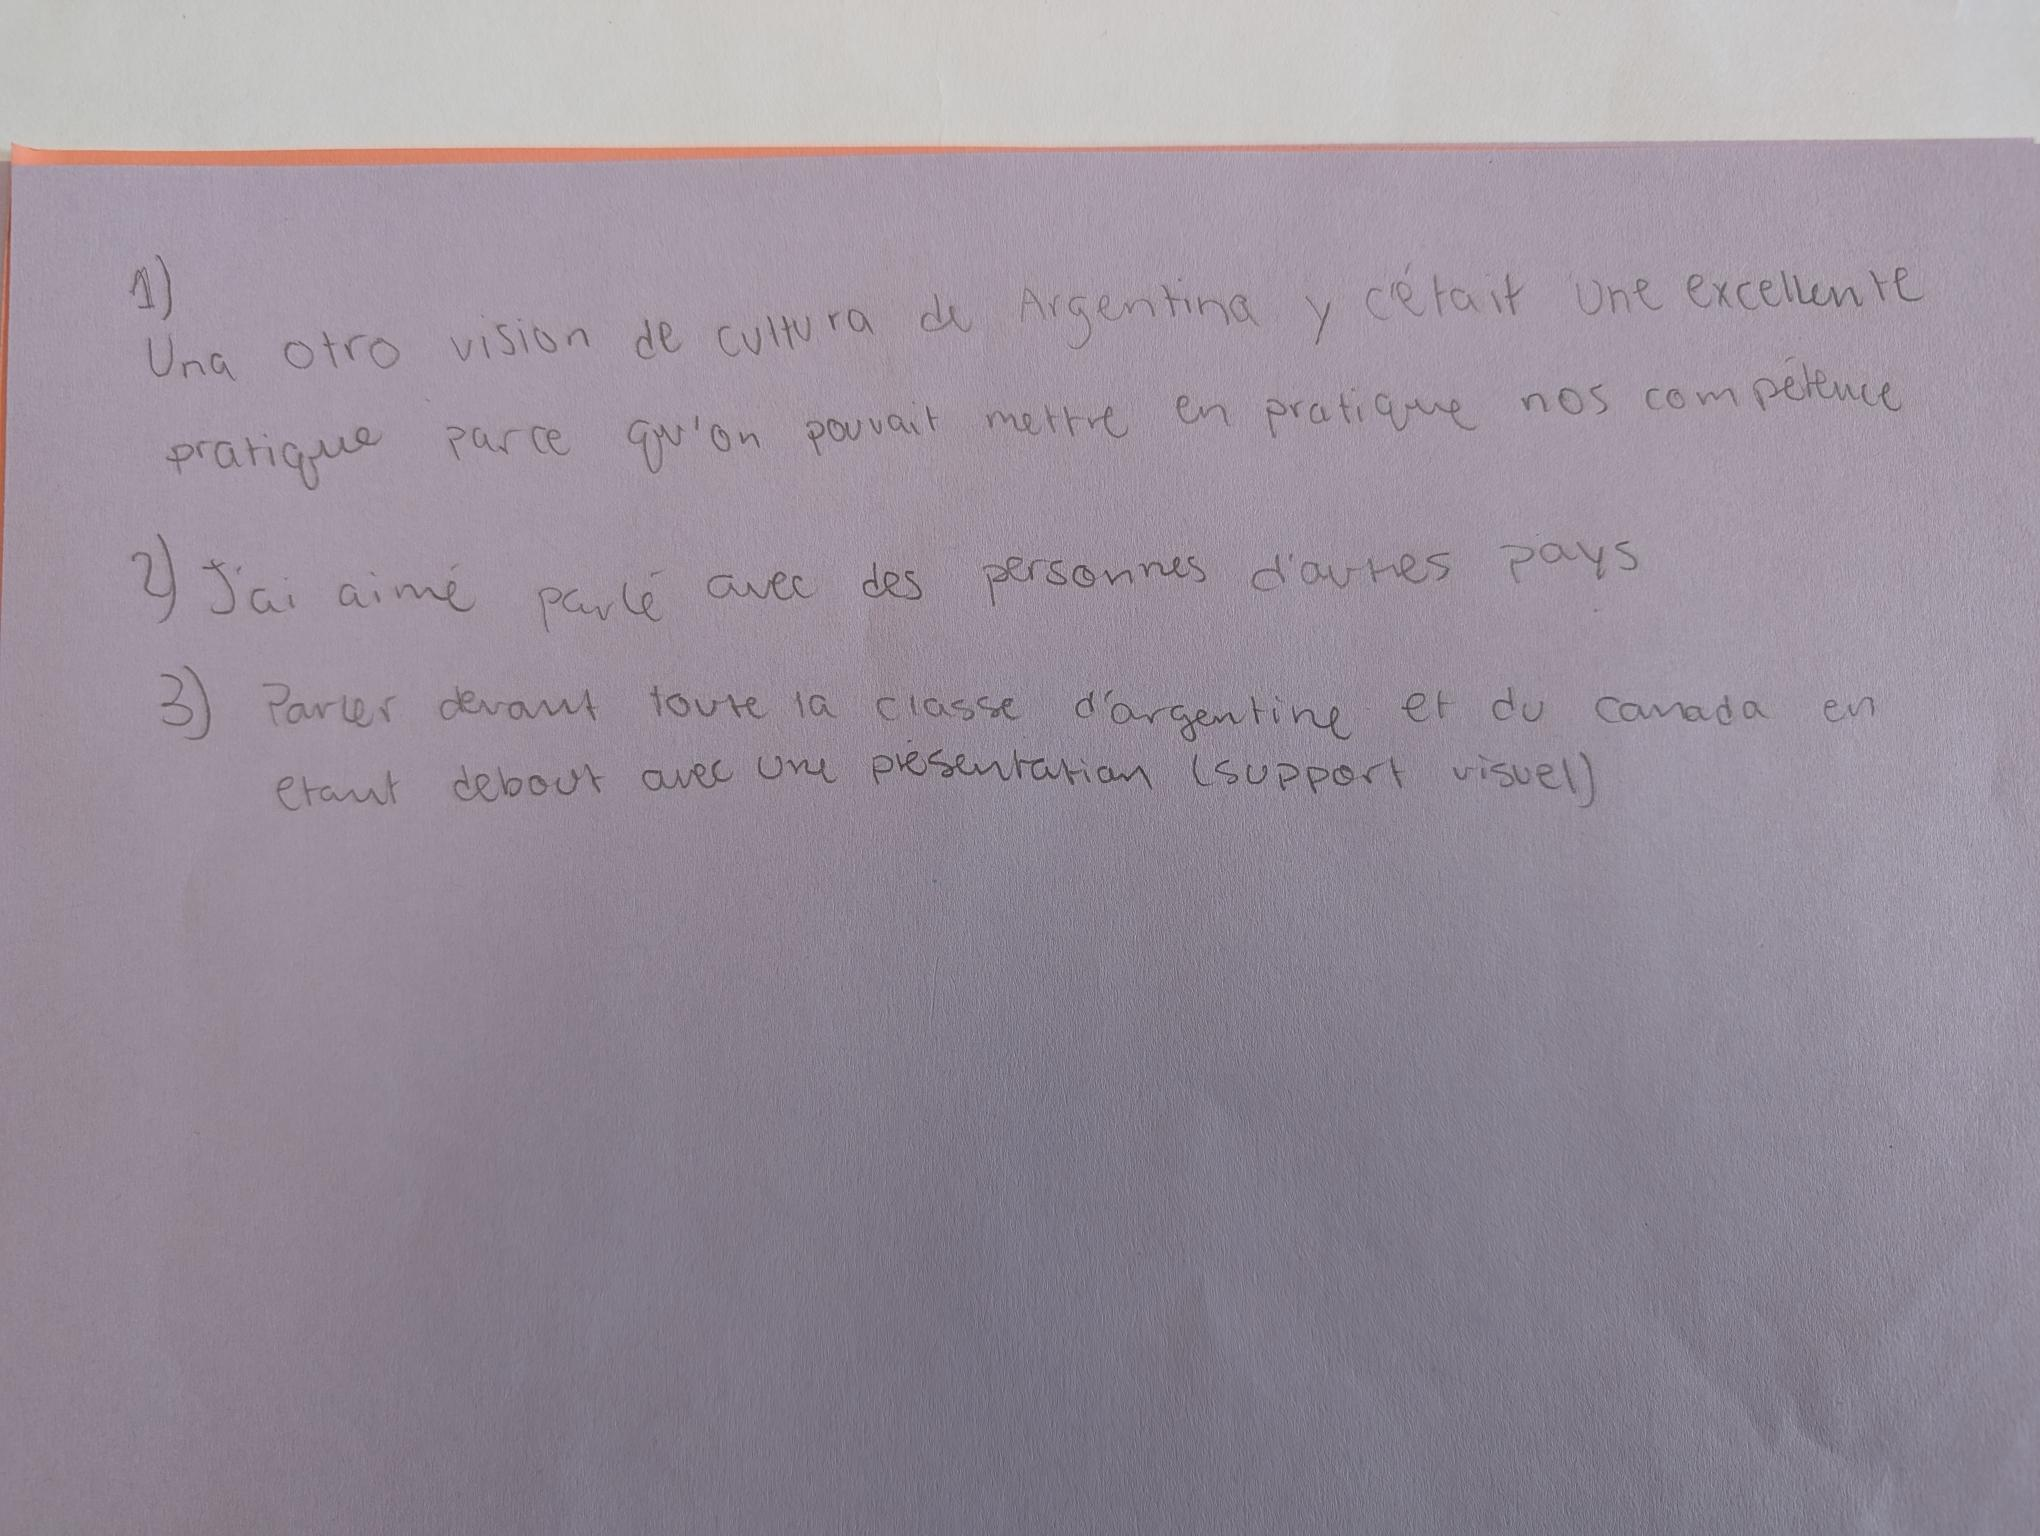 1)
Una otro vision de cultura de Argentina y c'était une excellente
pratique parce qu'on pouvait mettre en pratique nos compétence
2) J'ai aimé parlé avec des personnes d'autres pays
3) Parler devant toute la classe d'argentine et du canada en
etant debout avec une présentation (support visuel)